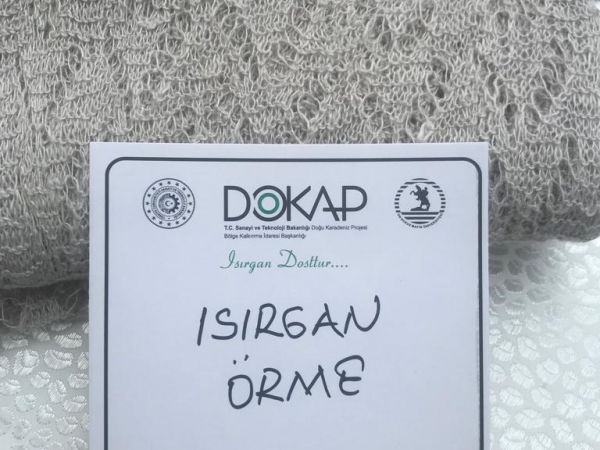 DOKAP
T.C. Sanayi ve Teknoloji Bakanlığı Doğu Karadeniz Projesi
Bölge Kalkınma İdaresi Başkanlığı
Isırgan Dosttur....
ISIRGAN
ÖRME